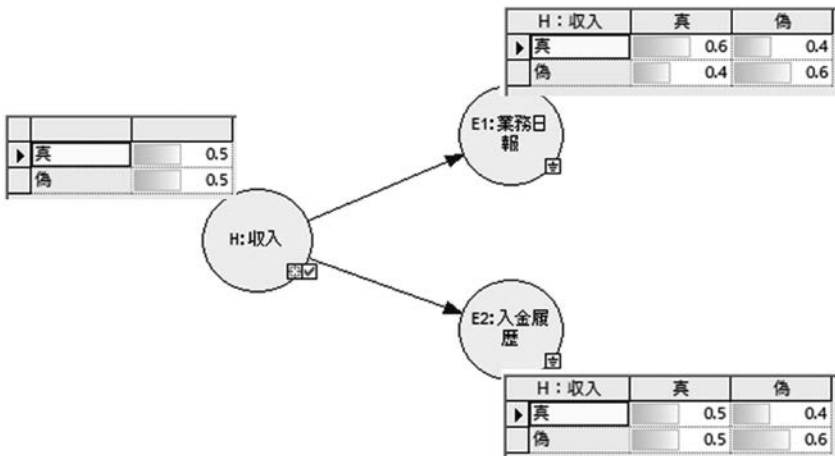 H：収入 真 偽
真 0.6 0.4
偽 0.4 0.6
E1:業務日
報
真 0.5
偽 0.5
H:収入
E2:入金履
歴
H：収入 真 偽
真 0.5 0.4
偽 0.5 0.6